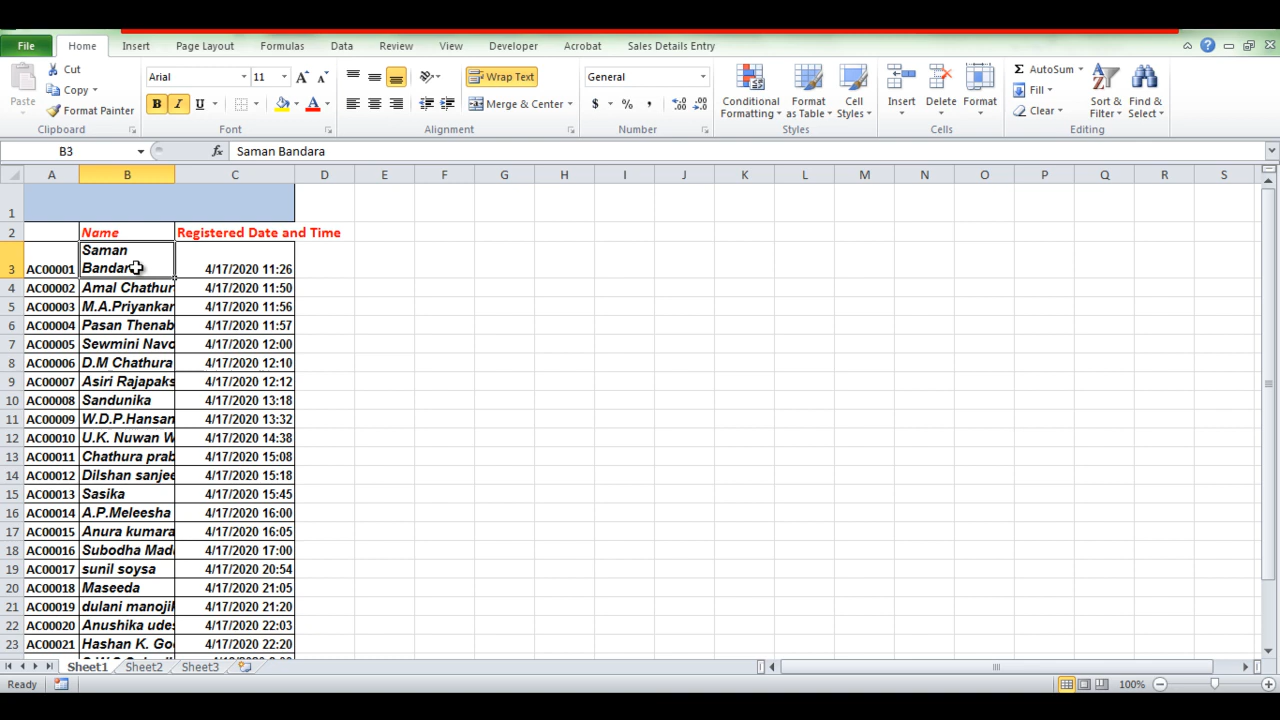 File Home Insert Page Layout Formulas Data Review View Developer Acrobat Sales Details Entry
Paste Cut Copy Format Painter Clipboard
Arial 11 A A B I U A Font
Wrap Text Merge & Center Alignment
General $ % , .0 .00 .00 .0 Number
Conditional Formatting Format as Table Cell Styles Styles
Insert Delete Format Cells
Σ AutoSum Fill Clear Sort & Filter Find & Select Editing
B3 fx Saman Bandara
A B C D E F G H I J K L M N O P Q R S
1
2 Name Registered Date and Time
3 AC00001 Saman Bandar 4/17/2020 11:26
4 AC00002 Amal Chathur 4/17/2020 11:50
5 AC00003 M.A.Priyankar 4/17/2020 11:56
6 AC00004 Pasan Thenab 4/17/2020 11:57
7 AC00005 Sewmini Navo 4/17/2020 12:00
8 AC00006 D.M Chathura 4/17/2020 12:10
9 AC00007 Asiri Rajapaks 4/17/2020 12:12
10 AC00008 Sandunika 4/17/2020 13:18
11 AC00009 W.D.P.Hansan 4/17/2020 13:32
12 AC00010 U.K. Nuwan W 4/17/2020 14:38
13 AC00011 Chathura prab 4/17/2020 15:08
14 AC00012 Dilshan sanjee 4/17/2020 15:18
15 AC00013 Sasika 4/17/2020 15:45
16 AC00014 A.P.Meleesha 4/17/2020 16:00
17 AC00015 Anura kumara 4/17/2020 16:05
18 AC00016 Subodha Mad 4/17/2020 17:00
19 AC00017 sunil soysa 4/17/2020 20:54
20 AC00018 Maseeda 4/17/2020 21:05
21 AC00019 dulani manojik 4/17/2020 21:20
22 AC00020 Anushika udes 4/17/2020 22:03
23 AC00021 Hashan K. Go 4/17/2020 22:20
Sheet1 Sheet2 Sheet3
Ready 100%